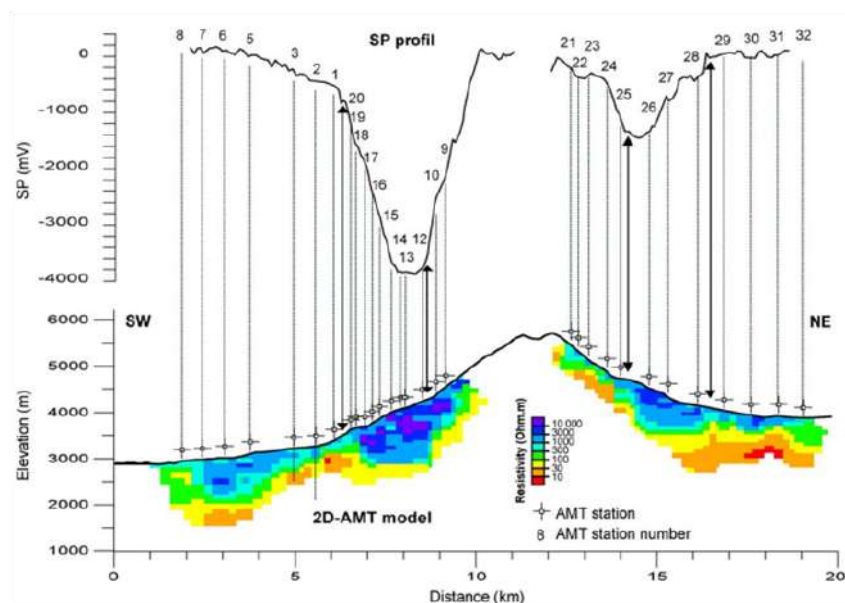 SP profil
8 7 6 5 3 2 1
20
19
18
17
16
15
14
13
12
10
9
21
22
23
24
25
26
27
28
29 30 31 32
SP (mV)
0
-1000
-2000
-3000
-4000
SW
NE
Elevation (m)
6000
5000
4000
3000
2000
1000
Resistivity (Ohm.m)
10 000
3000
1000
300
100
30
10
2D-AMT model
AMT station
8 AMT station number
0 5 10 15 20
Distance (km)